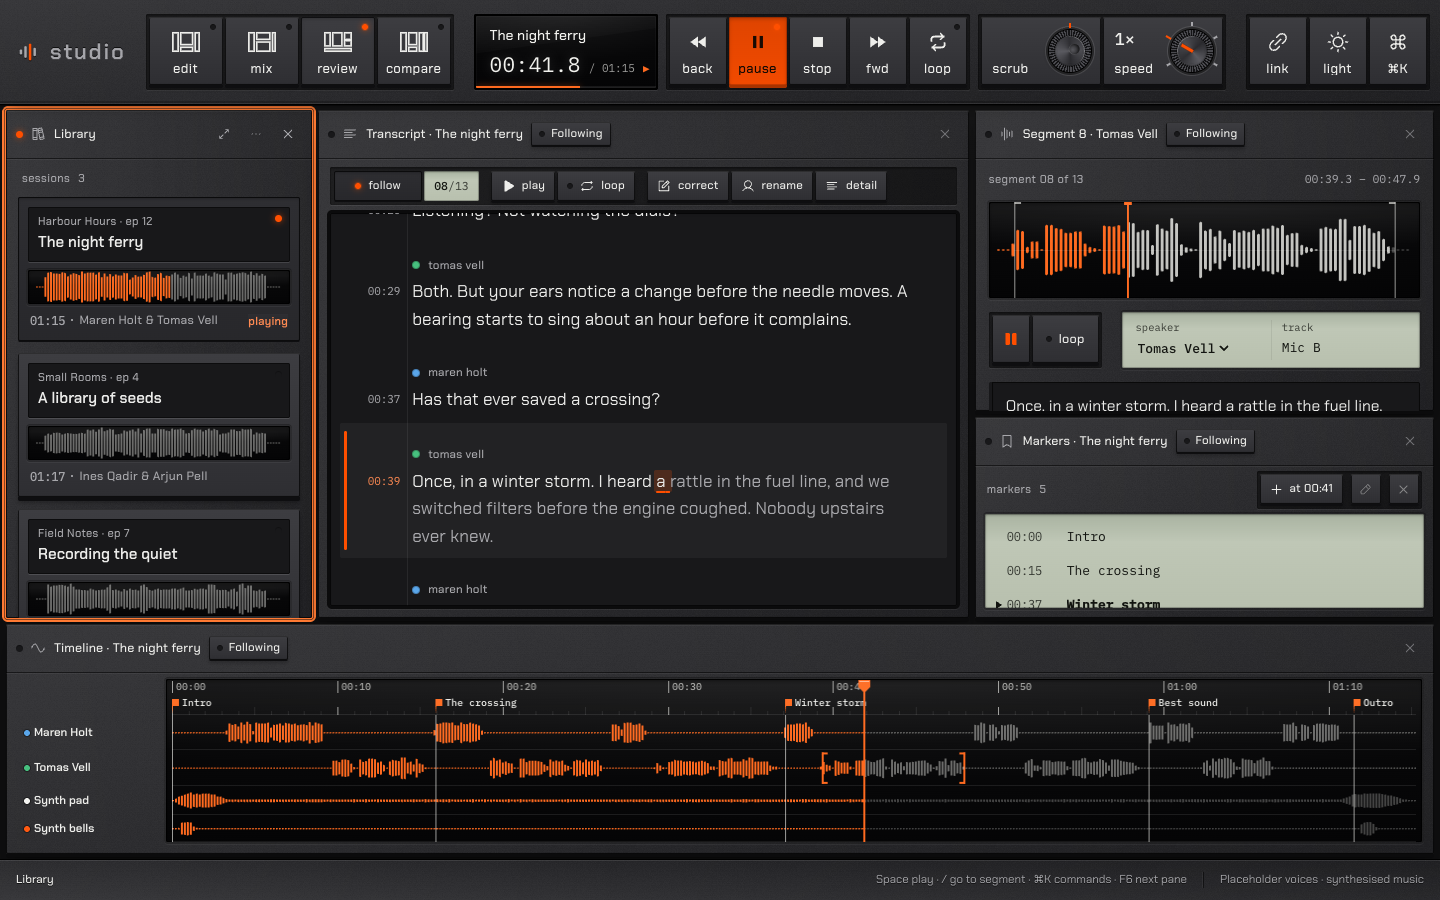 studio
edit
mix
review
compare
The night ferry
00:41.8 / 01:15
back
pause
stop
fwd
loop
scrub
1×
speed
link
light
⌘K
Library
sessions 3
Harbour Hours · ep 12
The night ferry
01:15 · Maren Holt & Tomas Vell
playing
Small Rooms · ep 4
A library of seeds
01:17 · Ines Qadir & Arjun Pell
Field Notes · ep 7
Recording the quiet
Transcript · The night ferry
Following
follow
08/13
play
loop
correct
rename
detail
Listening? Not watching the dials?
tomas vell
00:29
Both. But your ears notice a change before the needle moves. A
bearing starts to sing about an hour before it complains.
maren holt
00:37
Has that ever saved a crossing?
tomas vell
00:39
Once, in a winter storm. I heard a rattle in the fuel line, and we
switched filters before the engine coughed. Nobody upstairs
ever knew.
maren holt
Segment 8 · Tomas Vell
Following
segment 08 of 13
00:39.3 – 00:47.9
loop
speaker
Tomas Vell
track
Mic B
Once, in a winter storm. I heard a rattle in the fuel line,
Markers · The night ferry
Following
markers 5
at 00:41
00:00 Intro
00:15 The crossing
00:37 Winter storm
Timeline · The night ferry
Following
00:00
00:10
00:20
00:30
00:4
00:50
01:00
01:10
Intro
The crossing
Winter storm
Best sound
Outro
Maren Holt
Tomas Vell
Synth pad
Synth bells
Library
Space play · / go to segment · ⌘K commands · F6 next pane
Placeholder voices · synthesised music